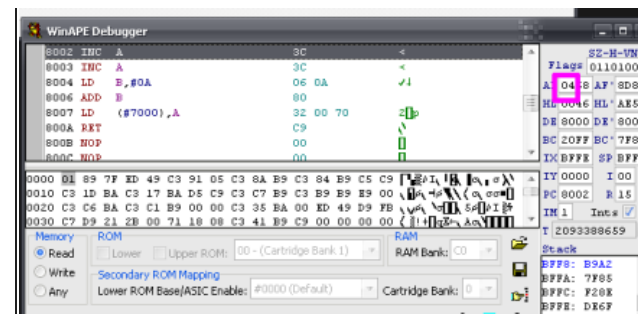 WinAPE Debugger
8002 INC A 3C <
8003 INC A 3C <
8004 LD B,#0A 06 0A
8006 ADD B 80
8007 LD (#7000),A 32 00 70
800A RET C9
800B NOP 00
800C NOP 00
SZ-H-VN
Flags 0110100
AF' 8D8
HL' AE5
DE 8000 DE' 800
BC 20FF BC' 7F8
IX BFFE SP BFF
IY 0000 I 00
PC 8002 R 15
IM 1 Ints
T 2093388659
0000 01 89 7F ED 49 C3 91 05 C3 8A B9 C3 84 B9 C5 C9
0010 C3 1D BA C3 17 BA D5 C9 C3 C7 B9 C3 B9 B9 E9 00
0020 C3 C6 BA C3 C1 B9 00 00 C3 35 BA 00 ED 49 D9 FB
0030 C7 D9 21 2B 00 71 18 08 C3 41 B9 C9 00 00 00 00
Memory
Read
Write
Any
ROM
Lower
Upper ROM: 00 - (Cartridge Bank 1)
Secondary ROM Mapping
Lower ROM Base/ASIC Enable: #0000 (Default)
RAM
RAM Bank: C0
Cartridge Bank: 0
Stack
BFF8: B9A2
BFFA: 7F85
BFFC: F28E
BFFE: DE6F